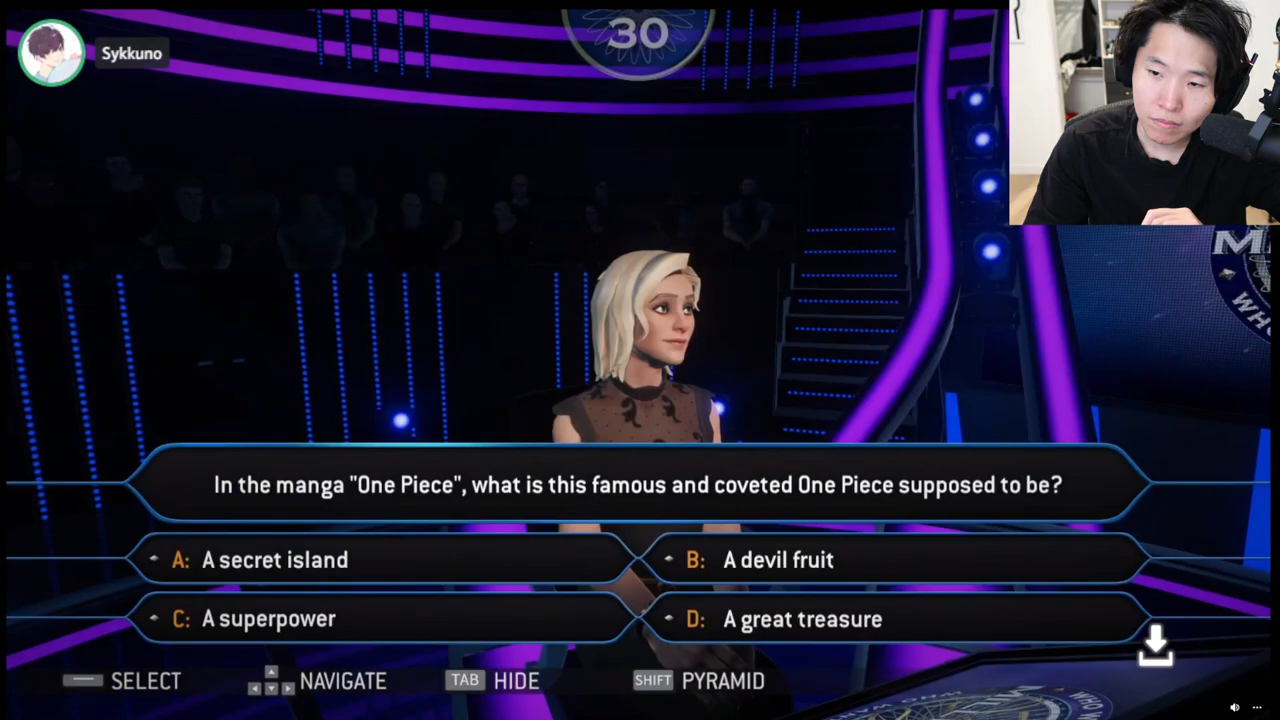 30
Sykkuno
In the manga "One Piece", what is this famous and coveted One Piece supposed to be?
A: A secret island
B: A devil fruit
C: A superpower
D: A great treasure
SELECT
NAVIGATE
TAB HIDE
SHIFT PYRAMID